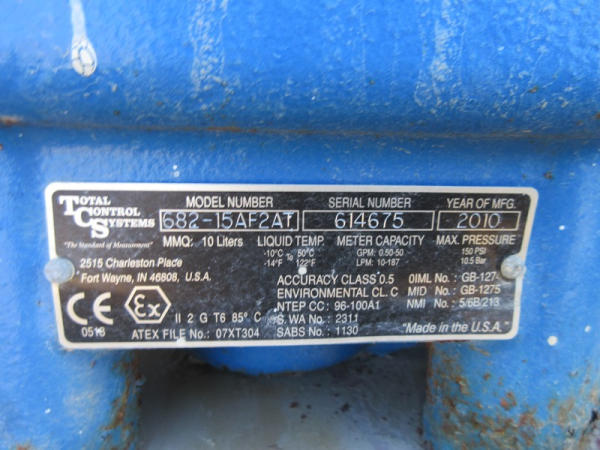 TOTAL CONTROL SYSTEMS
"The Standard of Measurement"
2515 Charleston Place
Fort Wayne, IN 46808, U.S.A.
MODEL NUMBER
682-15AF2AT
SERIAL NUMBER
614675
YEAR OF MFG.
2010
MMQ: 10 Liters
LIQUID TEMP.
-10°C To 50°C
-14°F 122°F
METER CAPACITY
GPM: 0.50-50
LPM: 10-187
MAX. PRESSURE
150 PSI
10.5 Bar
CE 0518
Ex II 2 G T6 85° C
ATEX FILE No.: 07XT304
ACCURACY CLASS 0.5
ENVIRONMENTAL CL. C
NTEP CC: 96-100A1
S. WA No.: 2311
SABS No.: 1130
OIML No.: GB-127
MID No.: GB-1275
NMI No.: 5/6B/213
"Made in the U.S.A."